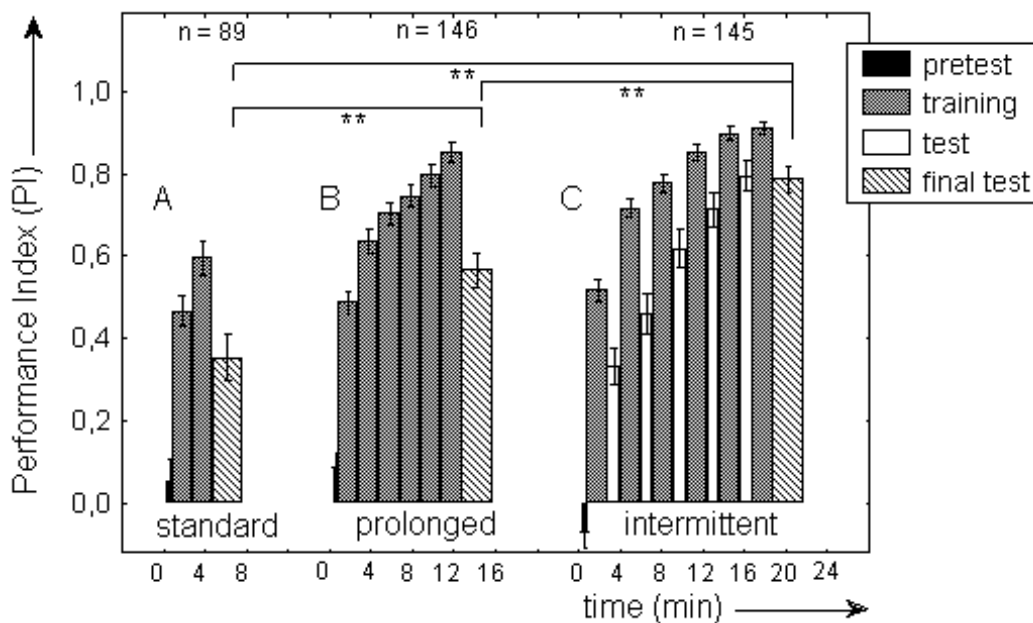 n = 89
n = 146
n = 145
**
**
**
pretest
training
test
final test
Performance Index (PI)
1,0
0,8
0,6
0,4
0,2
0,0
A
B
C
standard
prolonged
intermittent
0 4 8
0 4 8 12 16
0 4 8 12 16 20 24
time (min)